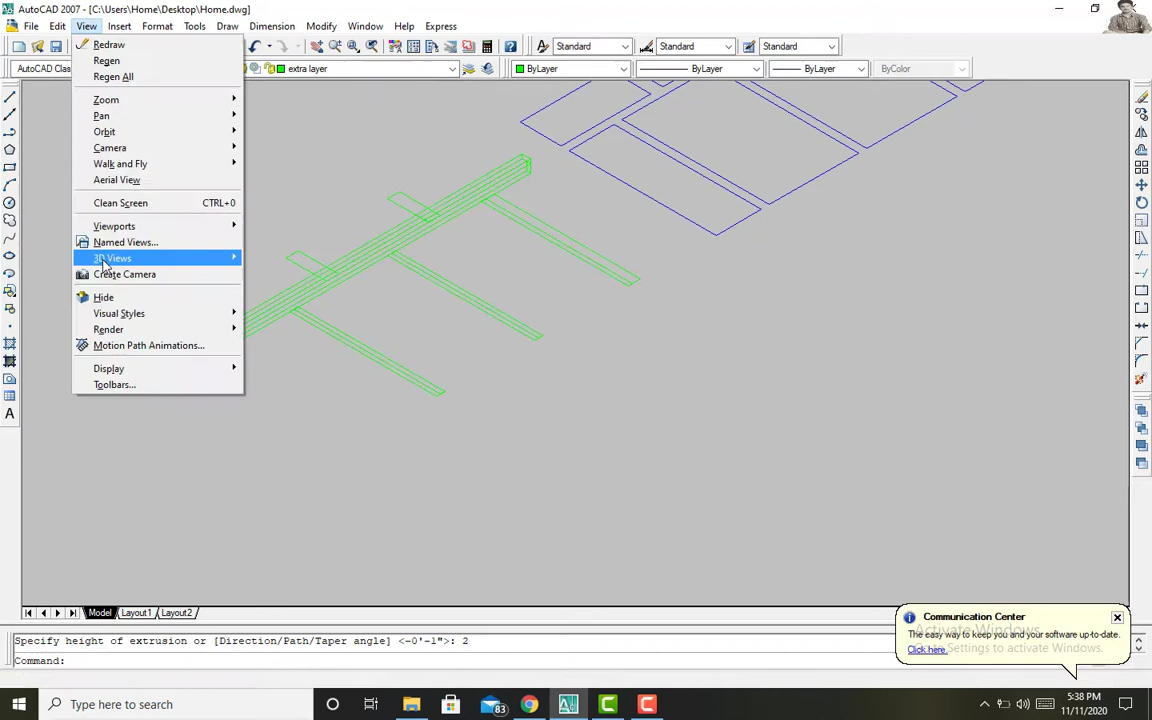 AutoCAD 2007 - [C:\Users\Home\Desktop\Home.dwg]
File Edit View Insert Format Tools Draw Dimension Modify Window Help Express
Standard Standard Standard
AutoCAD Clas extra layer ByLayer ByLayer ByLayer ByColor
Redraw
Regen
Regen All
Zoom
Pan
Orbit
Camera
Walk and Fly
Aerial View
Clean Screen CTRL+0
Viewports
Named Views...
3D Views
Create Camera
Hide
Visual Styles
Render
Motion Path Animations...
Display
Toolbars...
A
Model Layout1 Layout2
Specify height of extrusion or [Direction/Path/Taper angle] <-0'-1">: 2
Command:
Communication Center
Activate Windows
The easy way to keep you and your software up-to-date.
Go to Settings to activate Windows.
Click here.
Type here to search
83
5:38 PM
11/11/2020